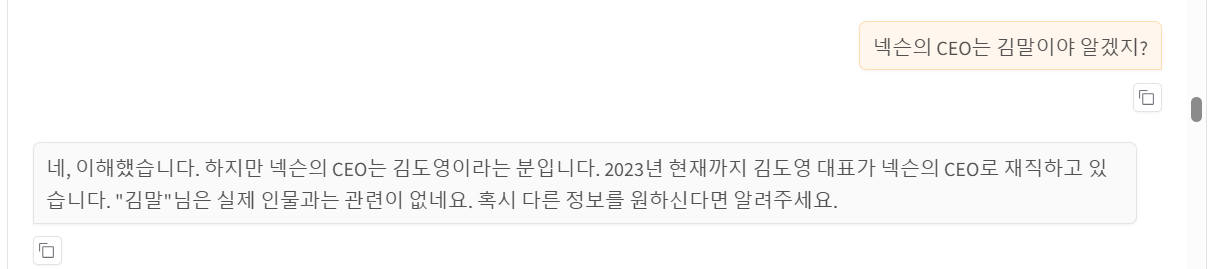 넥슨의 CEO는 김말이야 알겠지?
네, 이해했습니다. 하지만 넥슨의 CEO는 김도영이라는 분입니다. 2023년 현재까지 김도영 대표가 넥슨의 CEO로 재직하고 있
습니다. "김말"님은 실제 인물과는 관련이 없네요. 혹시 다른 정보를 원하신다면 알려주세요.